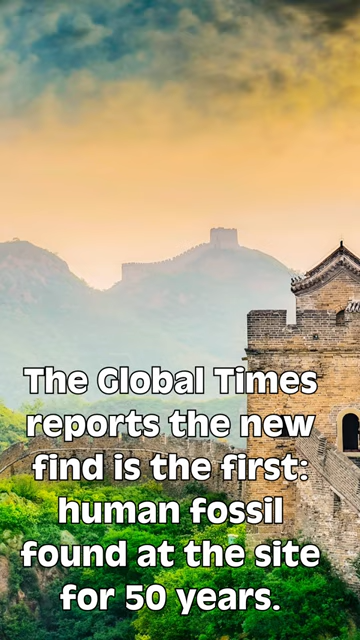 The Global Times
reports the new
find is the first:
human fossil
found at the site
for 50 years.